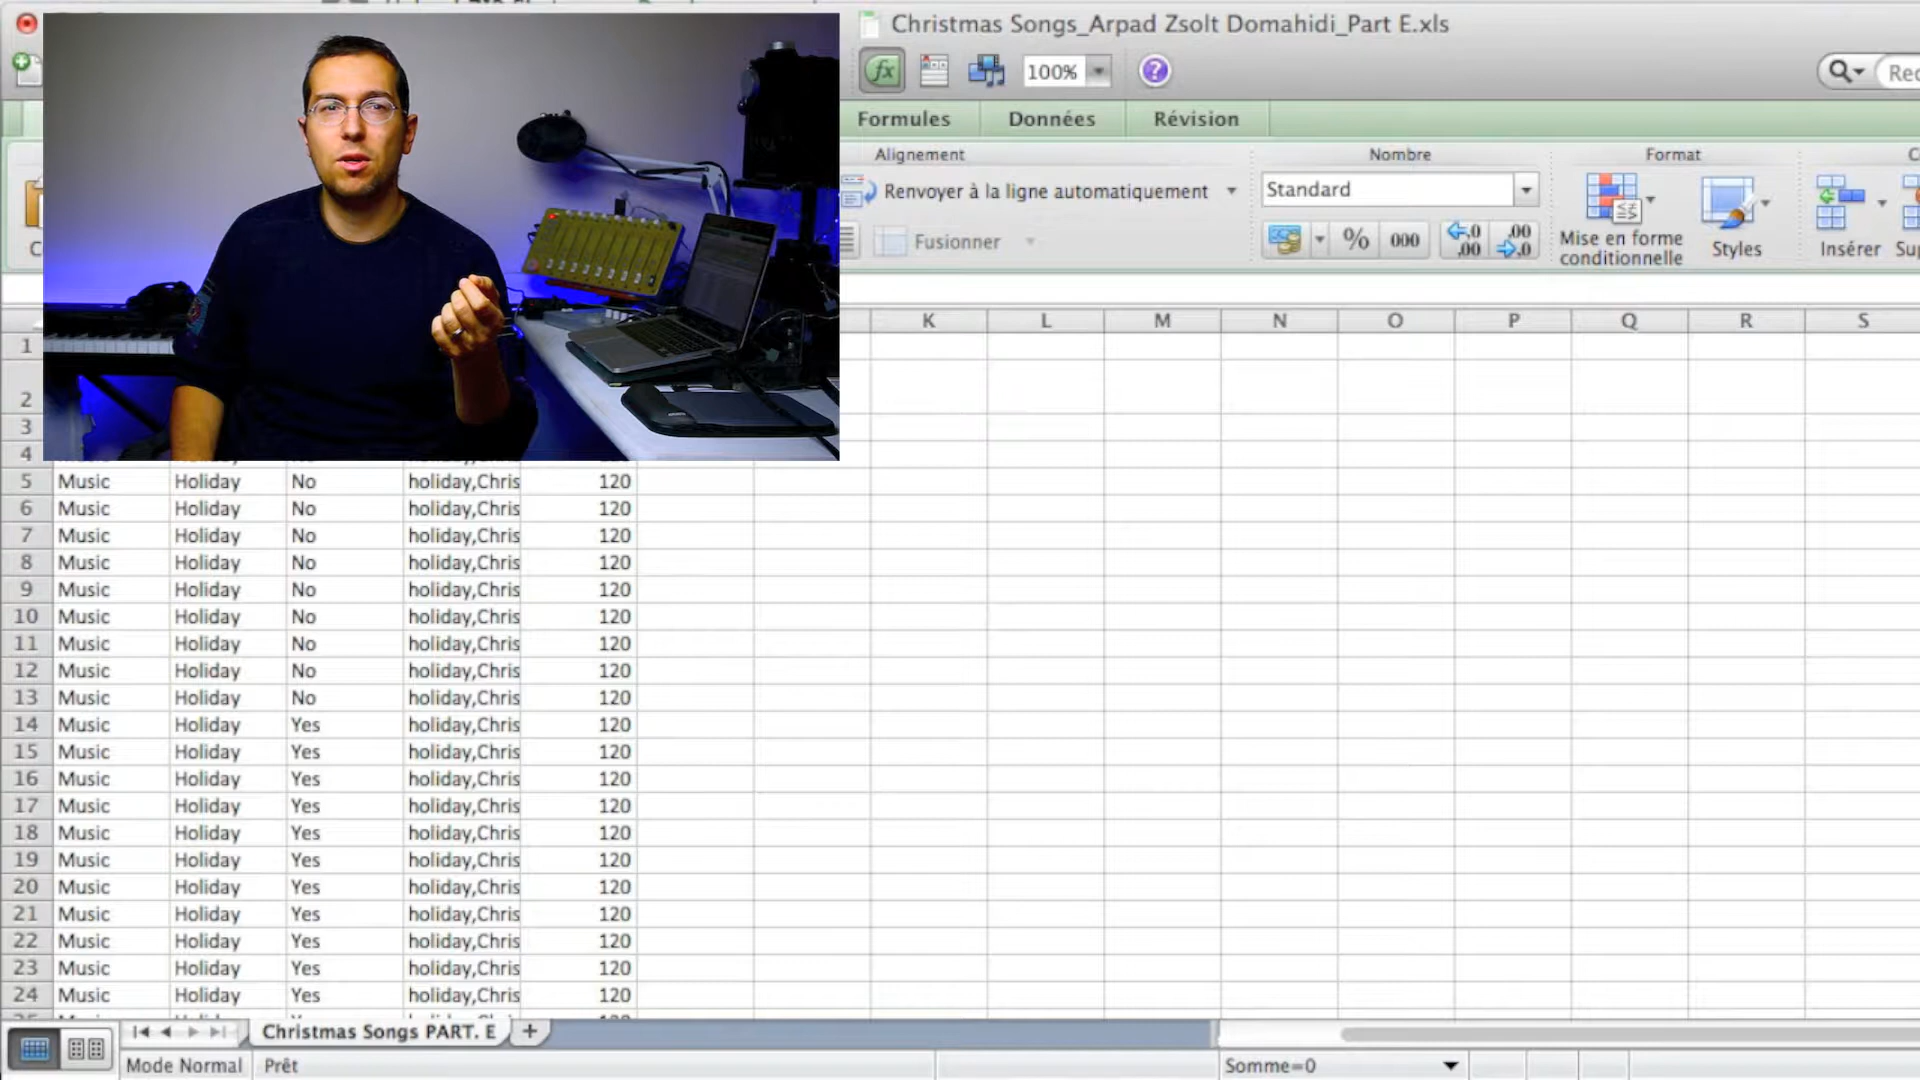 Christmas Songs_Arpad Zsolt Domahidi_Part E.xls
100%
Formules Données Révision
Alignement Nombre Format
Renvoyer à la ligne automatiquement Standard
Fusionner % 000 ,0 ,00 ,00 ,0
Mise en forme conditionnelle Styles Insérer
K L M N O P Q R S
1
2
3
4
5 Music Holiday No holiday,Chris 120
6 Music Holiday No holiday,Chris 120
7 Music Holiday No holiday,Chris 120
8 Music Holiday No holiday,Chris 120
9 Music Holiday No holiday,Chris 120
10 Music Holiday No holiday,Chris 120
11 Music Holiday No holiday,Chris 120
12 Music Holiday No holiday,Chris 120
13 Music Holiday No holiday,Chris 120
14 Music Holiday Yes holiday,Chris 120
15 Music Holiday Yes holiday,Chris 120
16 Music Holiday Yes holiday,Chris 120
17 Music Holiday Yes holiday,Chris 120
18 Music Holiday Yes holiday,Chris 120
19 Music Holiday Yes holiday,Chris 120
20 Music Holiday Yes holiday,Chris 120
21 Music Holiday Yes holiday,Chris 120
22 Music Holiday Yes holiday,Chris 120
23 Music Holiday Yes holiday,Chris 120
24 Music Holiday Yes holiday,Chris 120
Christmas Songs PART. E
Mode Normal Prêt Somme=0